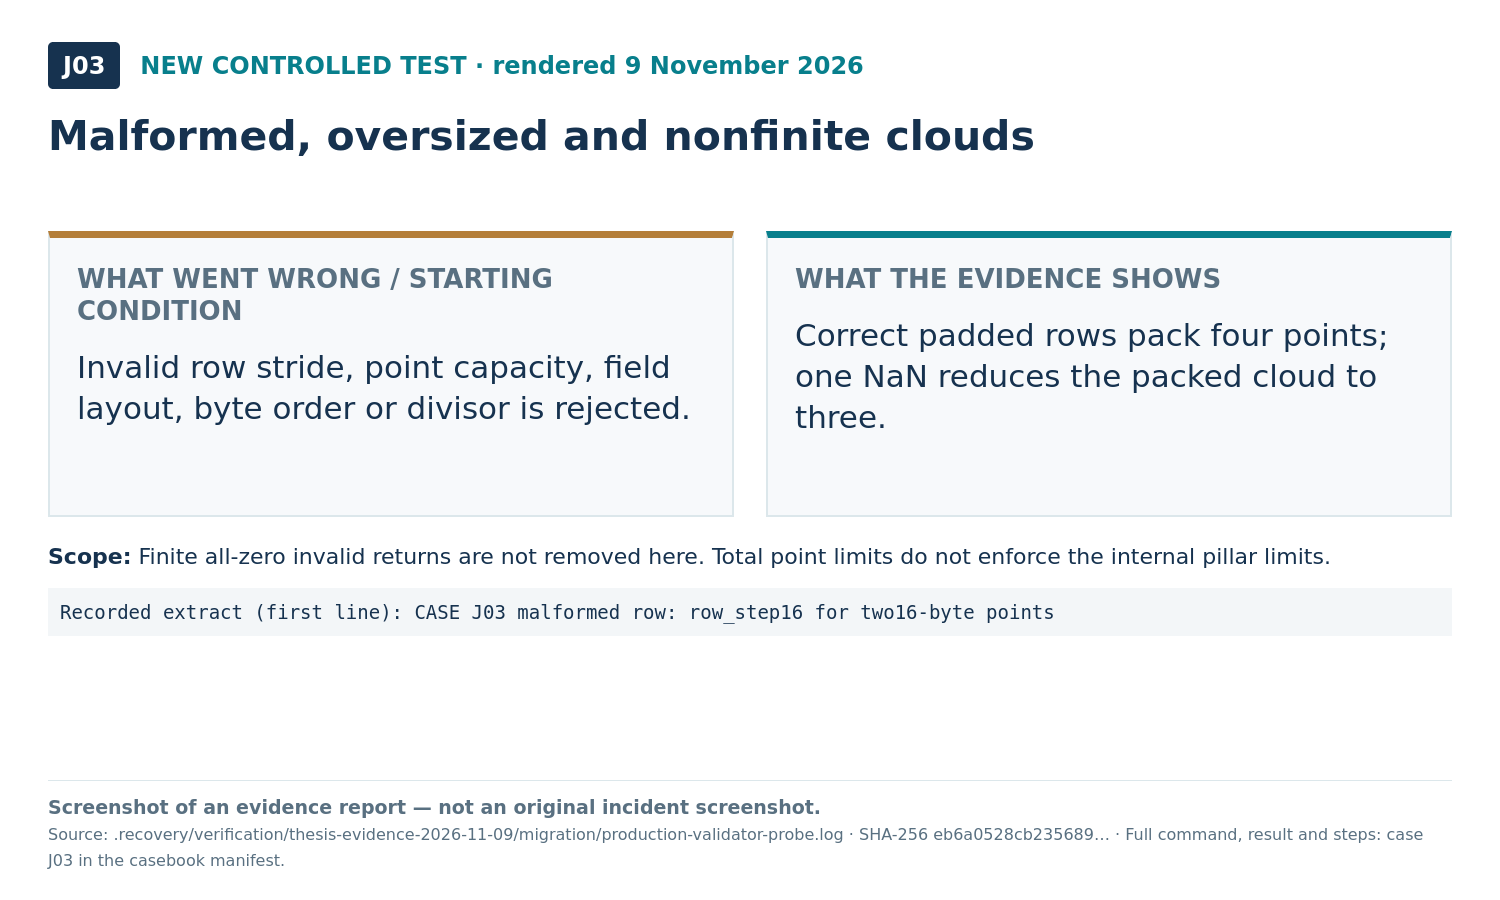 J03 NEW CONTROLLED TEST · rendered 9 November 2026
Malformed, oversized and nonfinite clouds
WHAT WENT WRONG / STARTING
CONDITION
Invalid row stride, point capacity, field
layout, byte order or divisor is rejected.
WHAT THE EVIDENCE SHOWS
Correct padded rows pack four points;
one NaN reduces the packed cloud to
three.
Scope: Finite all-zero invalid returns are not removed here. Total point limits do not enforce the internal pillar limits.
Recorded extract (first line): CASE J03 malformed row: row_step16 for two16-byte points
Screenshot of an evidence report — not an original incident screenshot.
Source: .recovery/verification/thesis-evidence-2026-11-09/migration/production-validator-probe.log · SHA-256 eb6a0528cb235689… · Full command, result and steps: case
J03 in the casebook manifest.